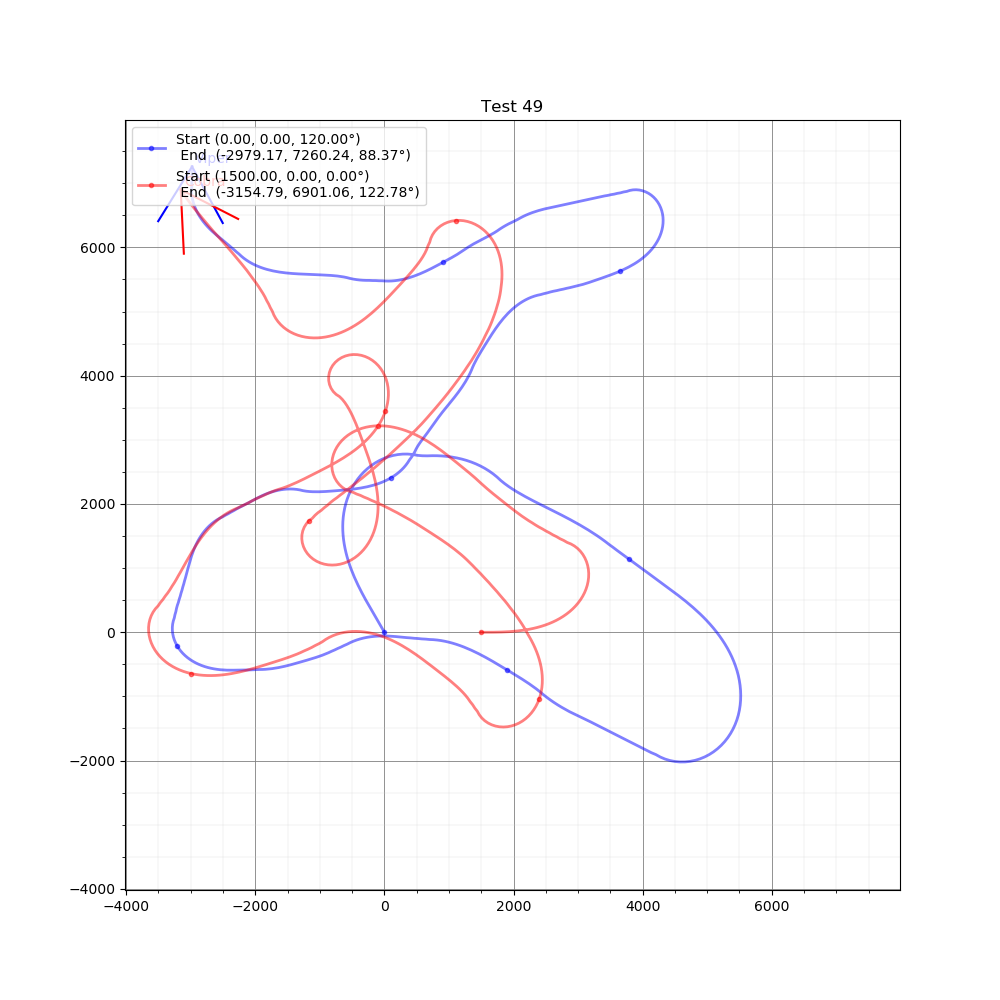 Test 49
Start (0.00, 0.00, 120.00°)
End (-2979.17, 7260.24, 88.37°)
Start (1500.00, 0.00, 0.00°)
End (-3154.79, 6901.06, 122.78°)
6000
4000
2000
0
−2000
−4000
−4000 −2000 0 2000 4000 6000